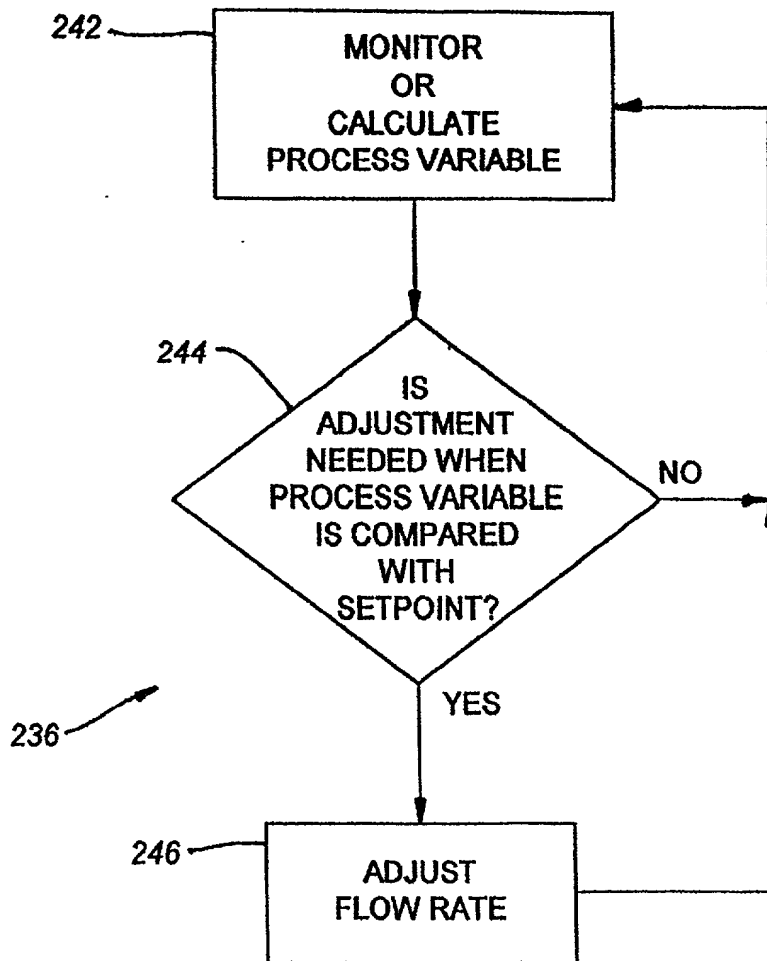 242
MONITOR
OR
CALCULATE
PROCESS VARIABLE
244
IS
ADJUSTMENT
NEEDED WHEN
PROCESS VARIABLE
IS COMPARED
WITH
SETPOINT?
NO
YES
236
246
ADJUST
FLOW RATE